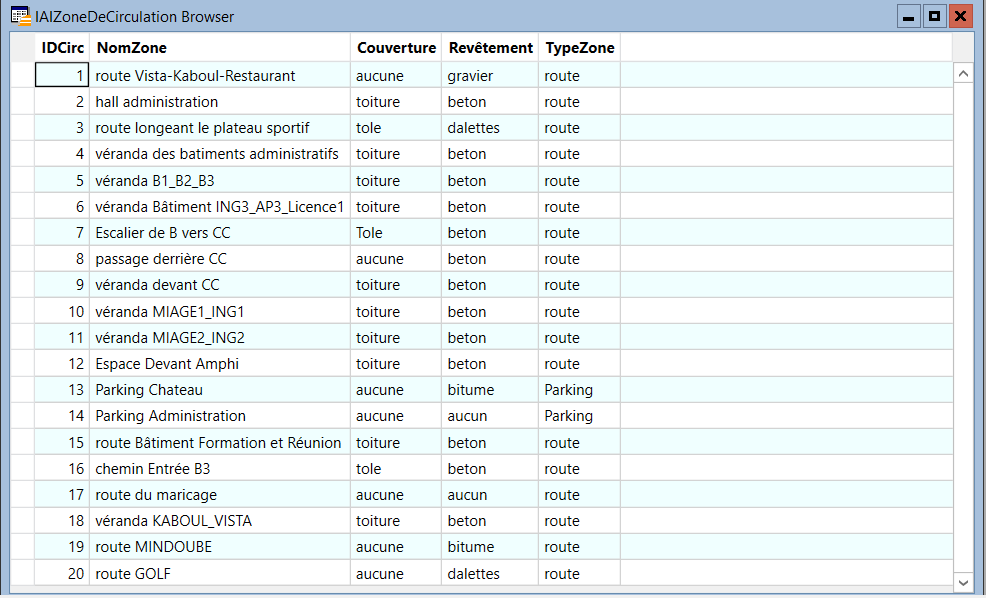 IAIZoneDeCirculation Browser
IDCirc NomZone Couverture Revêtement TypeZone
1 route Vista-Kaboul-Restaurant aucune gravier route
2 hall administration toiture beton route
3 route longeant le plateau sportif tole dalettes route
4 véranda des batiments administratifs toiture beton route
5 véranda B1_B2_B3 toiture beton route
6 véranda Bâtiment ING3_AP3_Licence1 toiture beton route
7 Escalier de B vers CC Tole beton route
8 passage derrière CC aucune beton route
9 véranda devant CC toiture beton route
10 véranda MIAGE1_ING1 toiture beton route
11 véranda MIAGE2_ING2 toiture beton route
12 Espace Devant Amphi toiture beton route
13 Parking Chateau aucune bitume Parking
14 Parking Administration aucune aucun Parking
15 route Bâtiment Formation et Réunion toiture beton route
16 chemin Entrée B3 tole beton route
17 route du maricage aucune aucun route
18 véranda KABOUL_VISTA toiture beton route
19 route MINDOUBE aucune bitume route
20 route GOLF aucune dalettes route